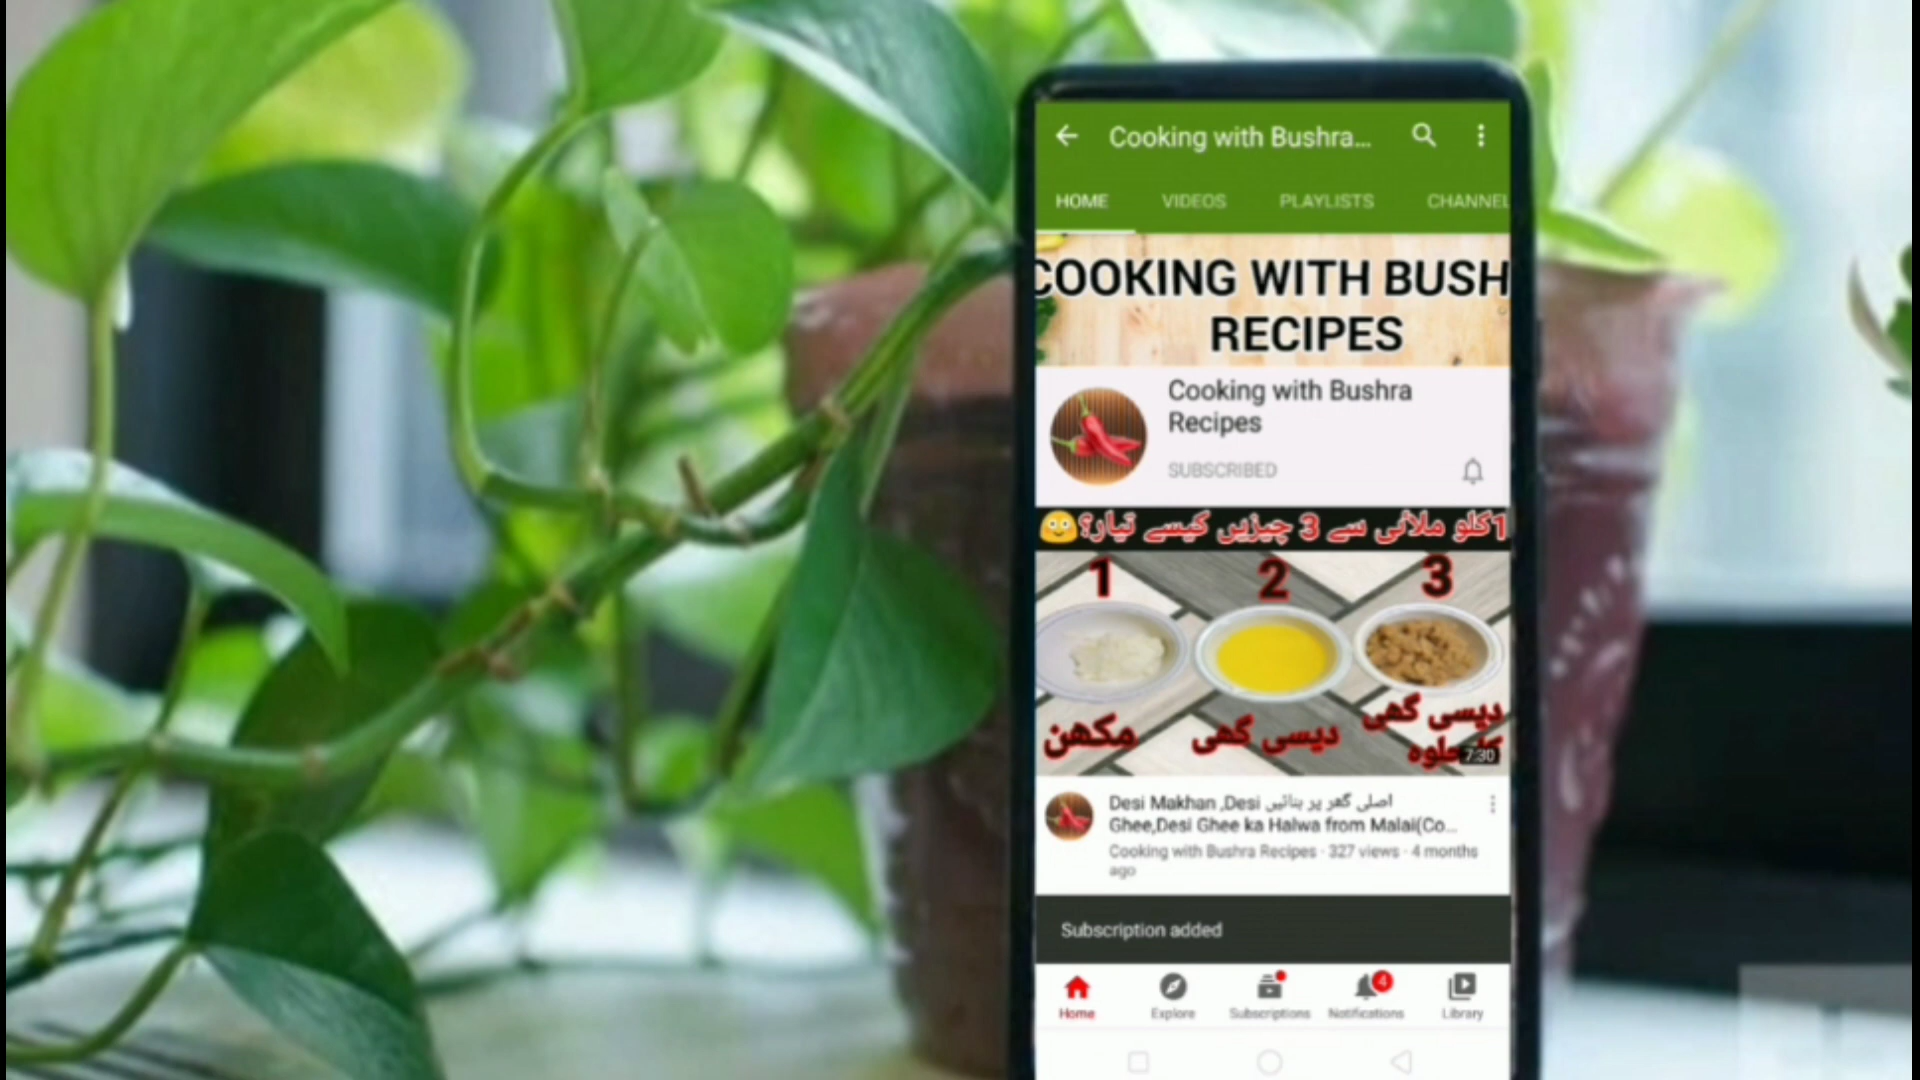 Cooking with Bushra...
HOME VIDEOS PLAYLISTS CHANNEL
COOKING WITH BUSH
RECIPES
Cooking with Bushra
Recipes
SUBSCRIBED
1کلو ملائی سے 3 چیزیں کیسے تیار؟
1 2 3
مکھن دیسی گھی دیسی گھی
حلوہ
7:30
Desi Makhan ,Desi اصلی گھر پر بنائیں
Ghee,Desi Ghee ka Halwa from Malai(Co...
Cooking with Bushra Recipes · 327 views · 4 months
ago
Subscription added
4
Home Explore Subscriptions Notifications Library